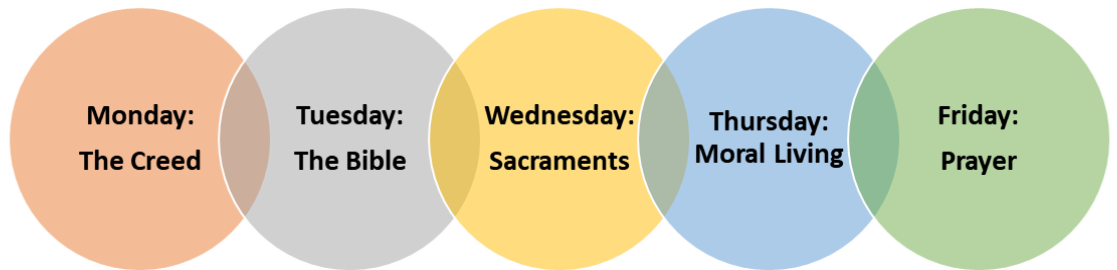 Monday:
The Creed
Tuesday:
The Bible
Wednesday:
Sacraments
Thursday:
Moral Living
Friday:
Prayer